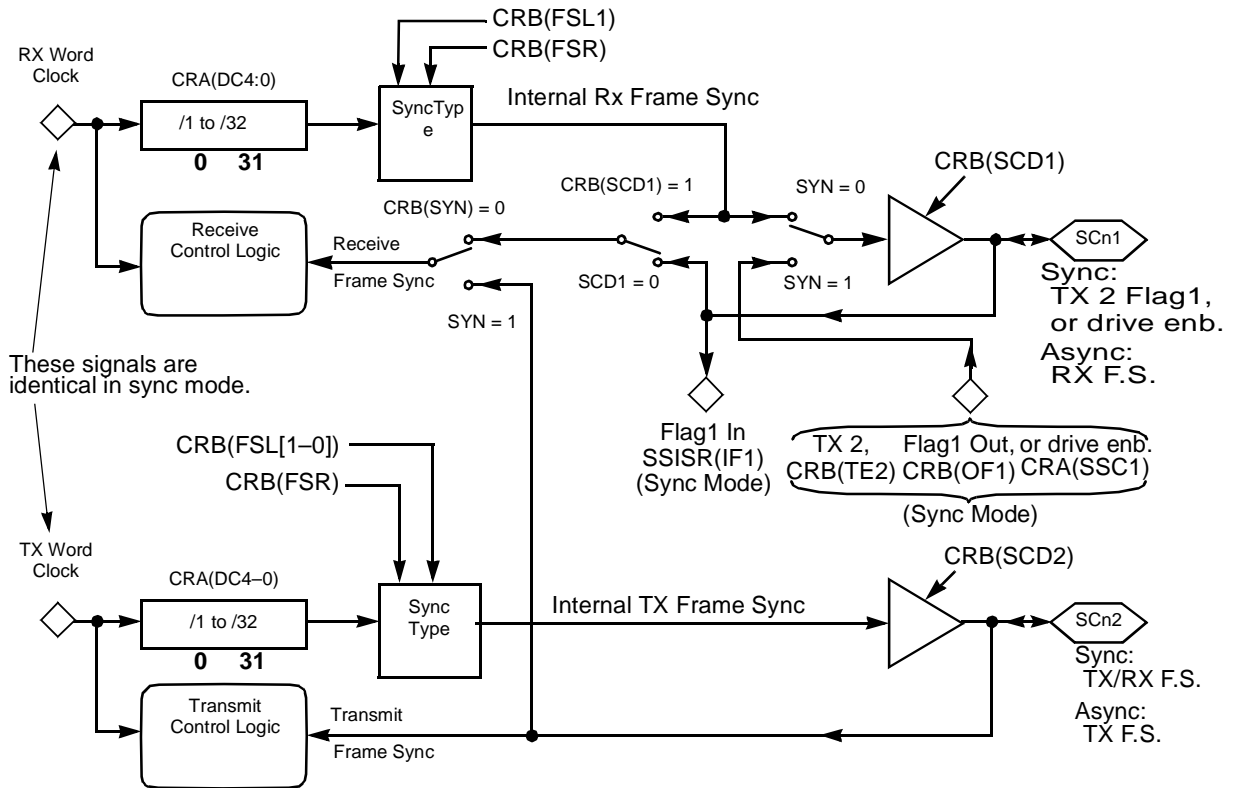 CRB(FSL1)
CRB(FSR)
RX Word
Clock
CRA(DC4:0)
/1 to /32
0 31
SyncTyp
e
Internal Rx Frame Sync
CRB(SCD1)
CRB(SCD1) = 1
SYN = 0
CRB(SYN) = 0
Receive
Control Logic
Receive
Frame Sync
SCD1 = 0
SYN = 1
SYN = 1
SCn1
Sync:
TX 2 Flag1,
or drive enb.
Async:
RX F.S.
These signals are
identical in sync mode.
Flag1 In
SSISR(IF1)
(Sync Mode)
TX 2, Flag1 Out, or drive enb.
CRB(TE2) CRB(OF1) CRA(SSC1)
(Sync Mode)
CRB(FSL[1–0])
CRB(FSR)
TX Word
Clock
CRA(DC4–0)
/1 to /32
0 31
Sync
Type
Internal TX Frame Sync
CRB(SCD2)
SCn2
Sync:
TX/RX F.S.
Async:
TX F.S.
Transmit
Control Logic
Transmit
Frame Sync